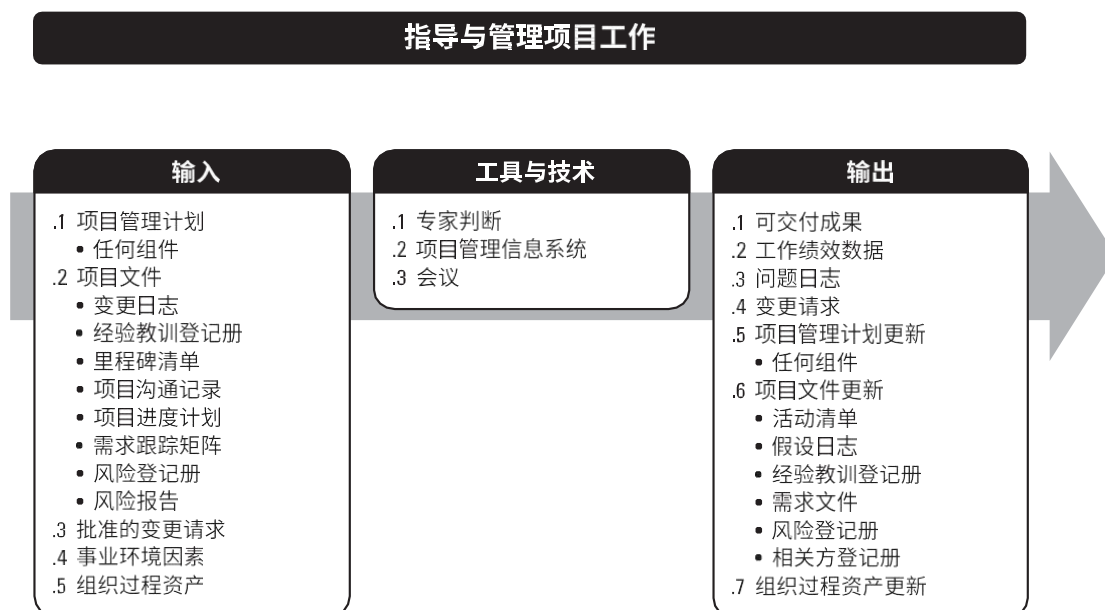 指导与管理项目工作
输入
.1 项目管理计划
• 任何组件
.2 项目文件
• 变更日志
• 经验教训登记册
• 里程碑清单
• 项目沟通记录
• 项目进度计划
• 需求跟踪矩阵
• 风险登记册
• 风险报告
.3 批准的变更请求
.4 事业环境因素
.5 组织过程资产
工具与技术
.1 专家判断
.2 项目管理信息系统
.3 会议
输出
.1 可交付成果
.2 工作绩效数据
.3 问题日志
.4 变更请求
.5 项目管理计划更新
• 任何组件
.6 项目文件更新
• 活动清单
• 假设日志
• 经验教训登记册
• 需求文件
• 风险登记册
• 相关方登记册
.7 组织过程资产更新